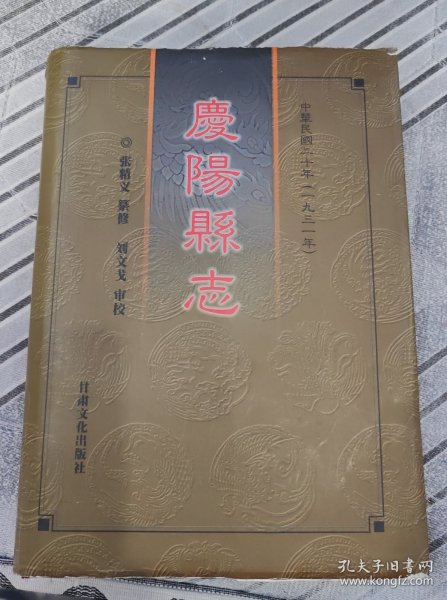 中華民國二十年(一九三一年)
慶陽縣志
◎張精义 纂修 刘文戈 审校
甘肃文化出版社
孔夫子旧书网
www.kongfz.com